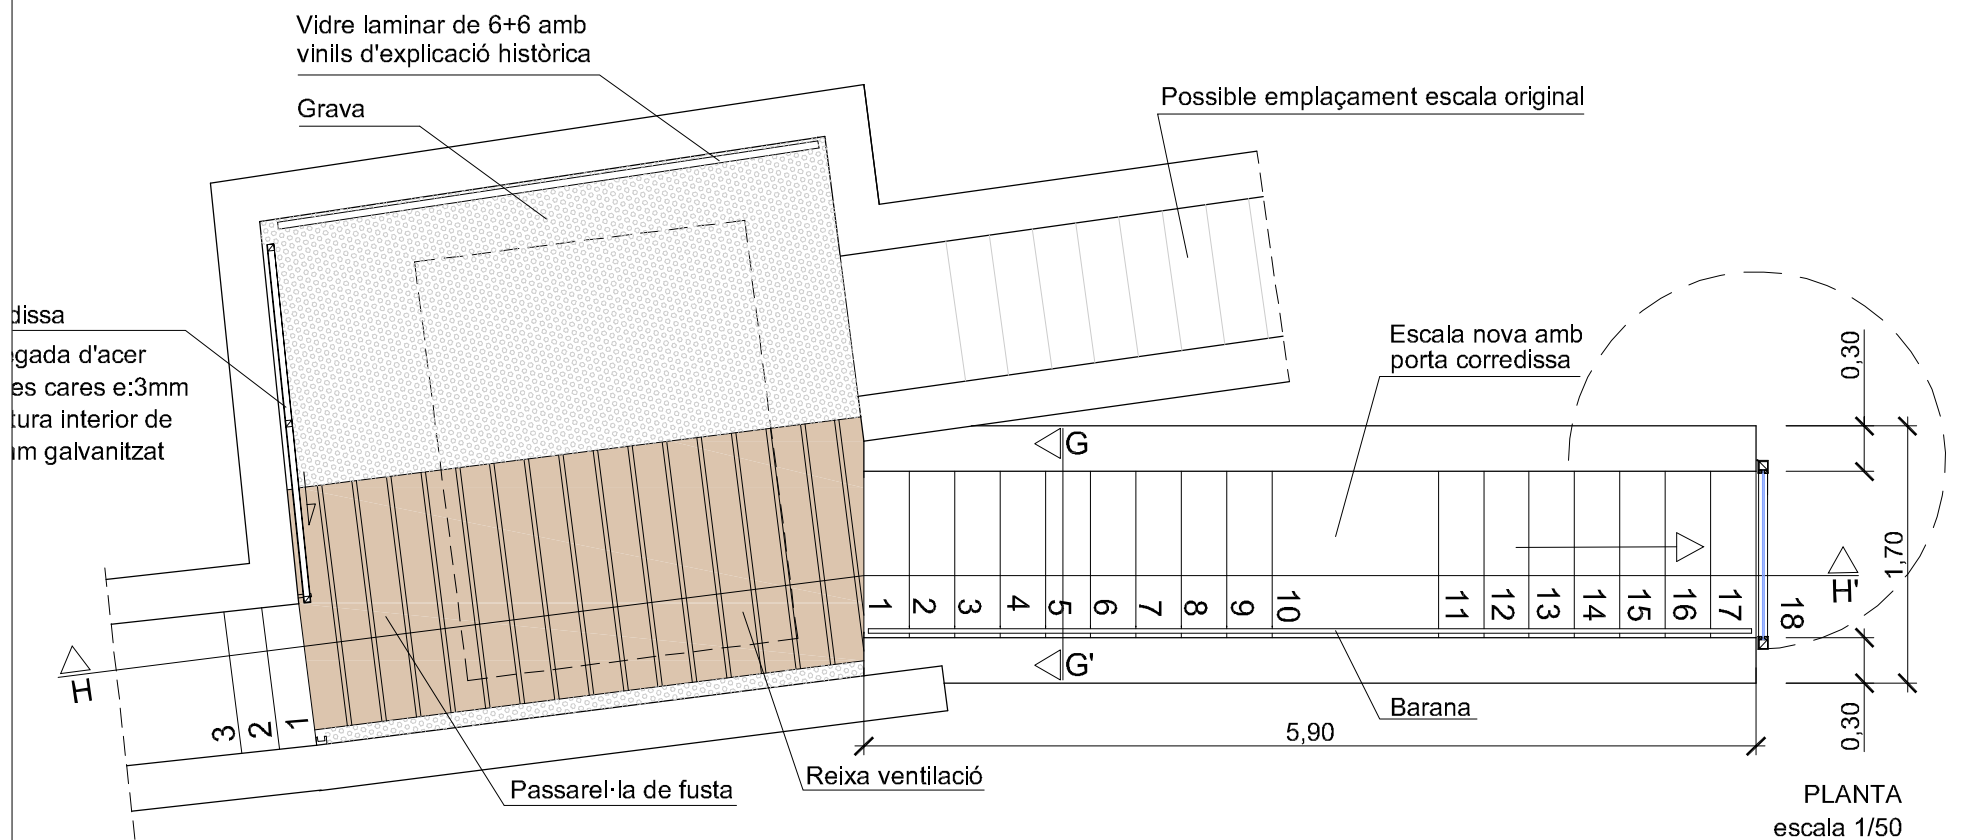 Vidre laminar de 6+6 amb
vinils d'explicació històrica
Grava
Possible emplaçament escala original
dissa
egada d'acer
es cares e:3mm
tura interior de
m galvanitzat
Escala nova amb
porta corredissa
0,30
1,70
0,30
G
G'
H
H'
1 2 3 4 5 6 7 8 9 10 11 12 13 14 15 16 17 18
3 2 1
Barana
5,90
Reixa ventilació
Passarel·la de fusta
PLANTA
escala 1/50